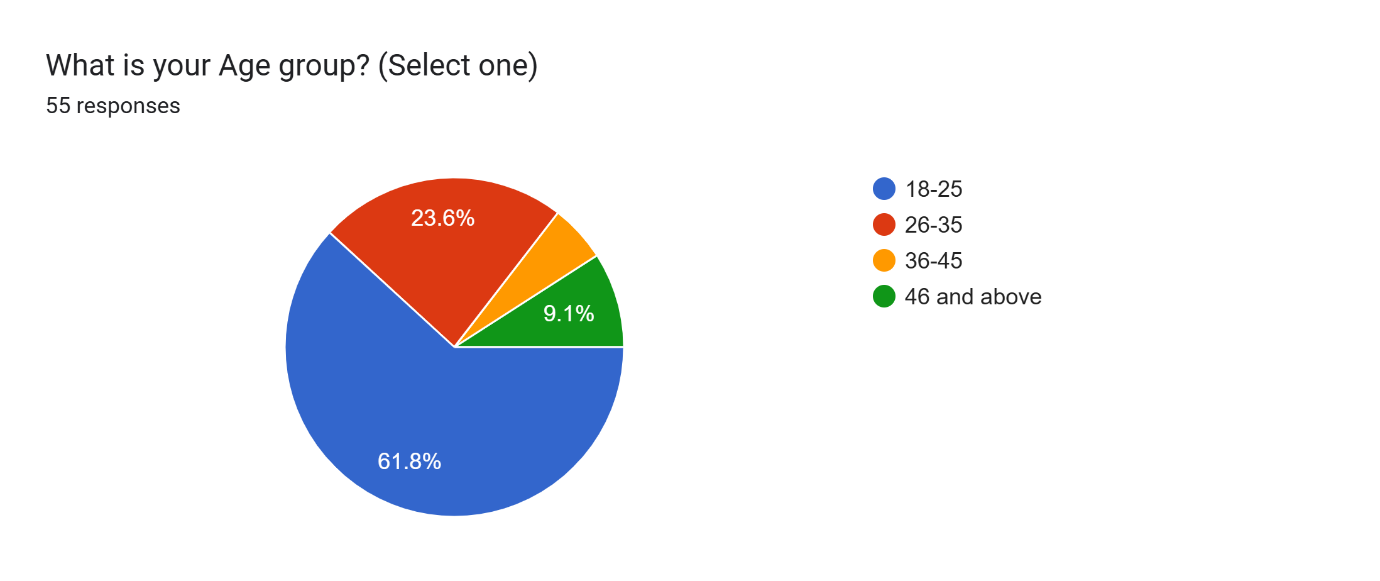 What is your Age group? (Select one)
55 responses
23.6%
9.1%
61.8%
18-25
26-35
36-45
46 and above